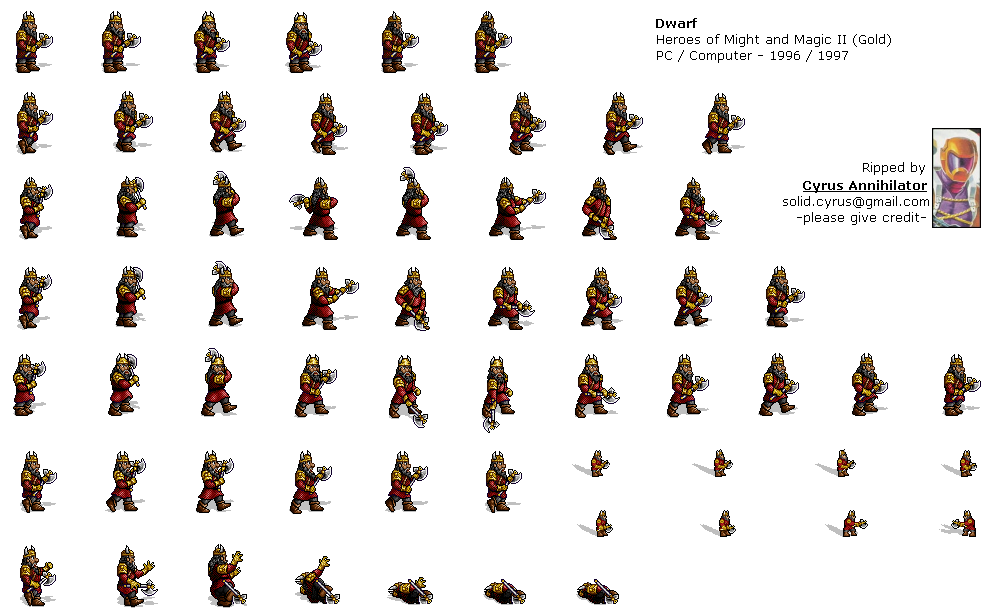 Dwarf
Heroes of Might and Magic II (Gold)
PC / Computer - 1996 / 1997
Ripped by
Cyrus Annihilator
solid.cyrus@gmail.com
-please give credit-